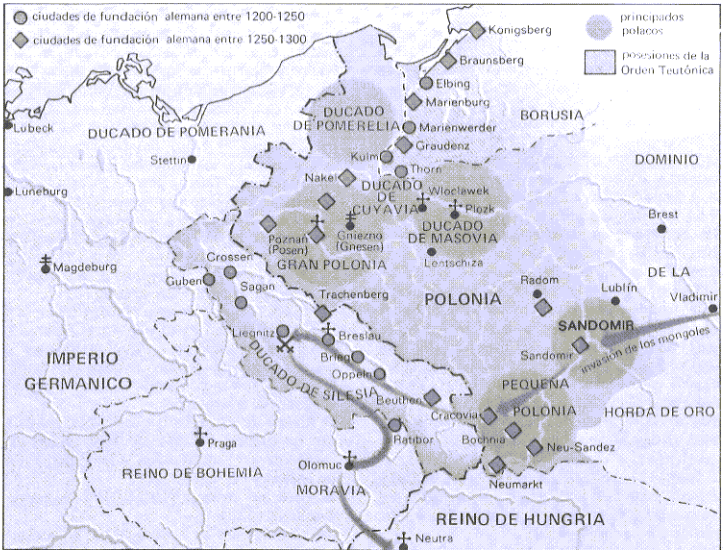 ciudades de fundación alemana entre 1200-1250
ciudades de fundación alemana entre 1250-1300
principados
polacos
posesiones de la
Orden Teutónica
Konigsberg
Braunsberg
Elbing
Marienburg
BORUSIA
DUCADO
DE POMERELIA
Marienwerder
Graudenz
Lubeck
DUCADO DE POMERANIA
Stettin
Kulm
Thorn
DOMINIO
Nakel
DUCADO
DE
CUYAVIA
Wloclawek
Plozk
Luneburg
Brest
Poznan
(Posen)
Gniezno
(Gnesen)
DUCADO
DE MASOVIA
Lentschiza
GRAN POLONIA
Crossen
Magdeburg
Guben
Sagan
DE LA
Trachenberg
POLONIA
Radom
Lublín
Vladimir
Liegnitz
Breslau
SANDOMIR
Brieg
Sandomir
invasión de los mongoles
IMPERIO
GERMANICO
Oppeln
DUCADO DE SILESIA
Beuthen
PEQUEÑA
POLONIA
Cracovia
HORDA DE ORO
Praga
Ratibor
Bochnia
Neu-Sandez
REINO DE BOHEMIA
Olomuc
Neumarkt
MORAVIA
REINO DE HUNGRIA
Neutra